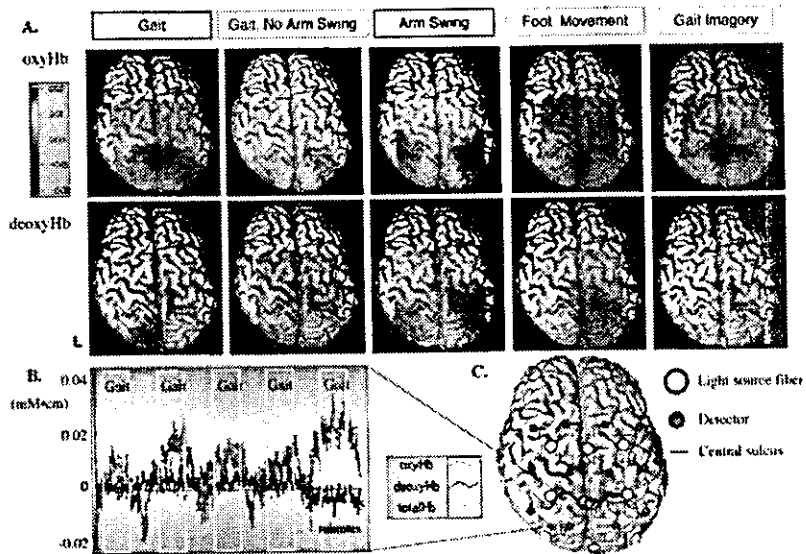 A.
Gait
Gait, No Arm Swing
Arm Swing
Foot Movement
Gait Imagery
oxyHb
deoxyHb
L
B.
(mM•cm)
0.04
0.02
0
-0.02
Gait
Gait
Gait
Gait
Gait
oxyHb
deoxyHb
totalHb
C.
Light source fiber
Detector
Central sulcus